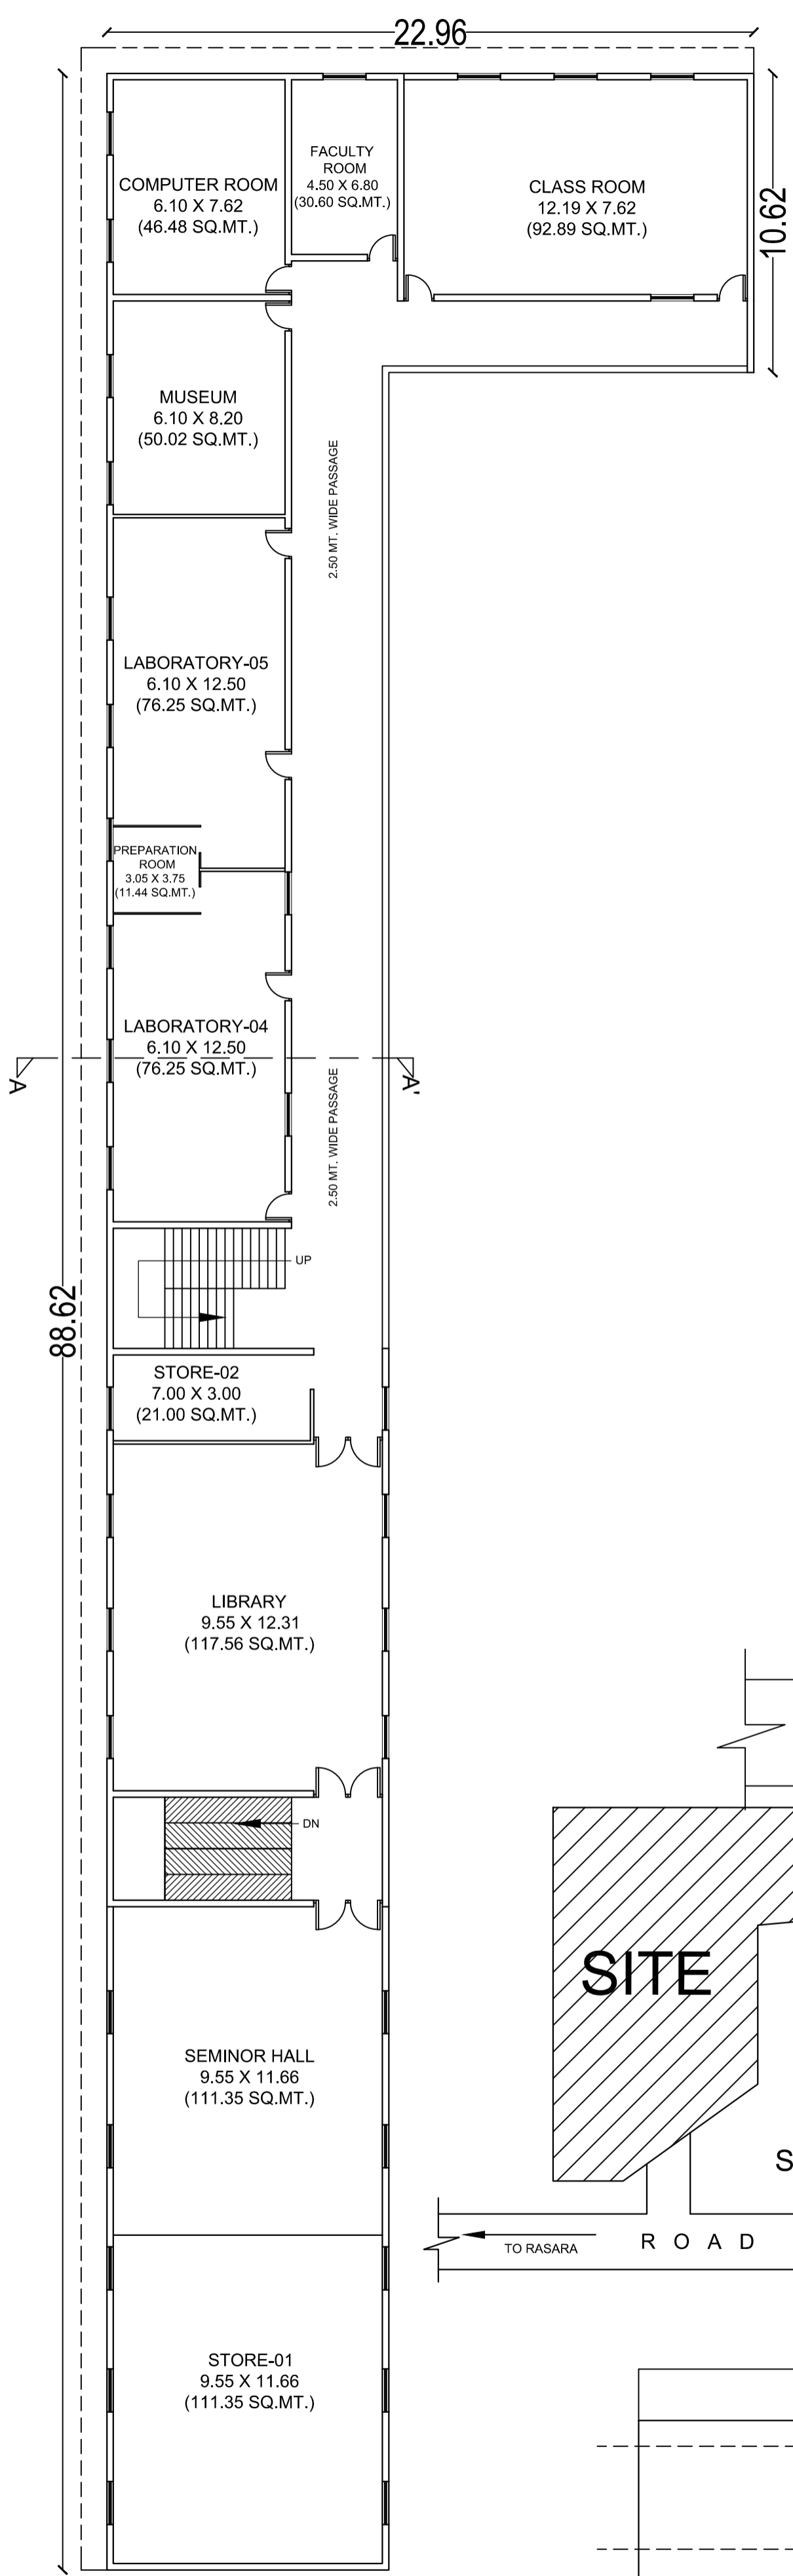 22.96
COMPUTER ROOM
6.10 X 7.62
(46.48 SQ.MT.)
FACULTY
ROOM
4.50 X 6.80
(30.60 SQ.MT.)
CLASS ROOM
12.19 X 7.62
(92.89 SQ.MT.)
10.62
MUSEUM
6.10 X 8.20
(50.02 SQ.MT.)
2.50 MT. WIDE PASSAGE
LABORATORY-05
6.10 X 12.50
(76.25 SQ.MT.)
PREPARATION
ROOM
3.05 X 3.75
(11.44 SQ.MT.)
LABORATORY-04
6.10 X 12.50
(76.25 SQ.MT.)
A
A'
2.50 MT. WIDE PASSAGE
UP
88.62
STORE-02
7.00 X 3.00
(21.00 SQ.MT.)
LIBRARY
9.55 X 12.31
(117.56 SQ.MT.)
DN
SITE
SEMINOR HALL
9.55 X 11.66
(111.35 SQ.MT.)
S
ROAD
TO RASARA
STORE-01
9.55 X 11.66
(111.35 SQ.MT.)